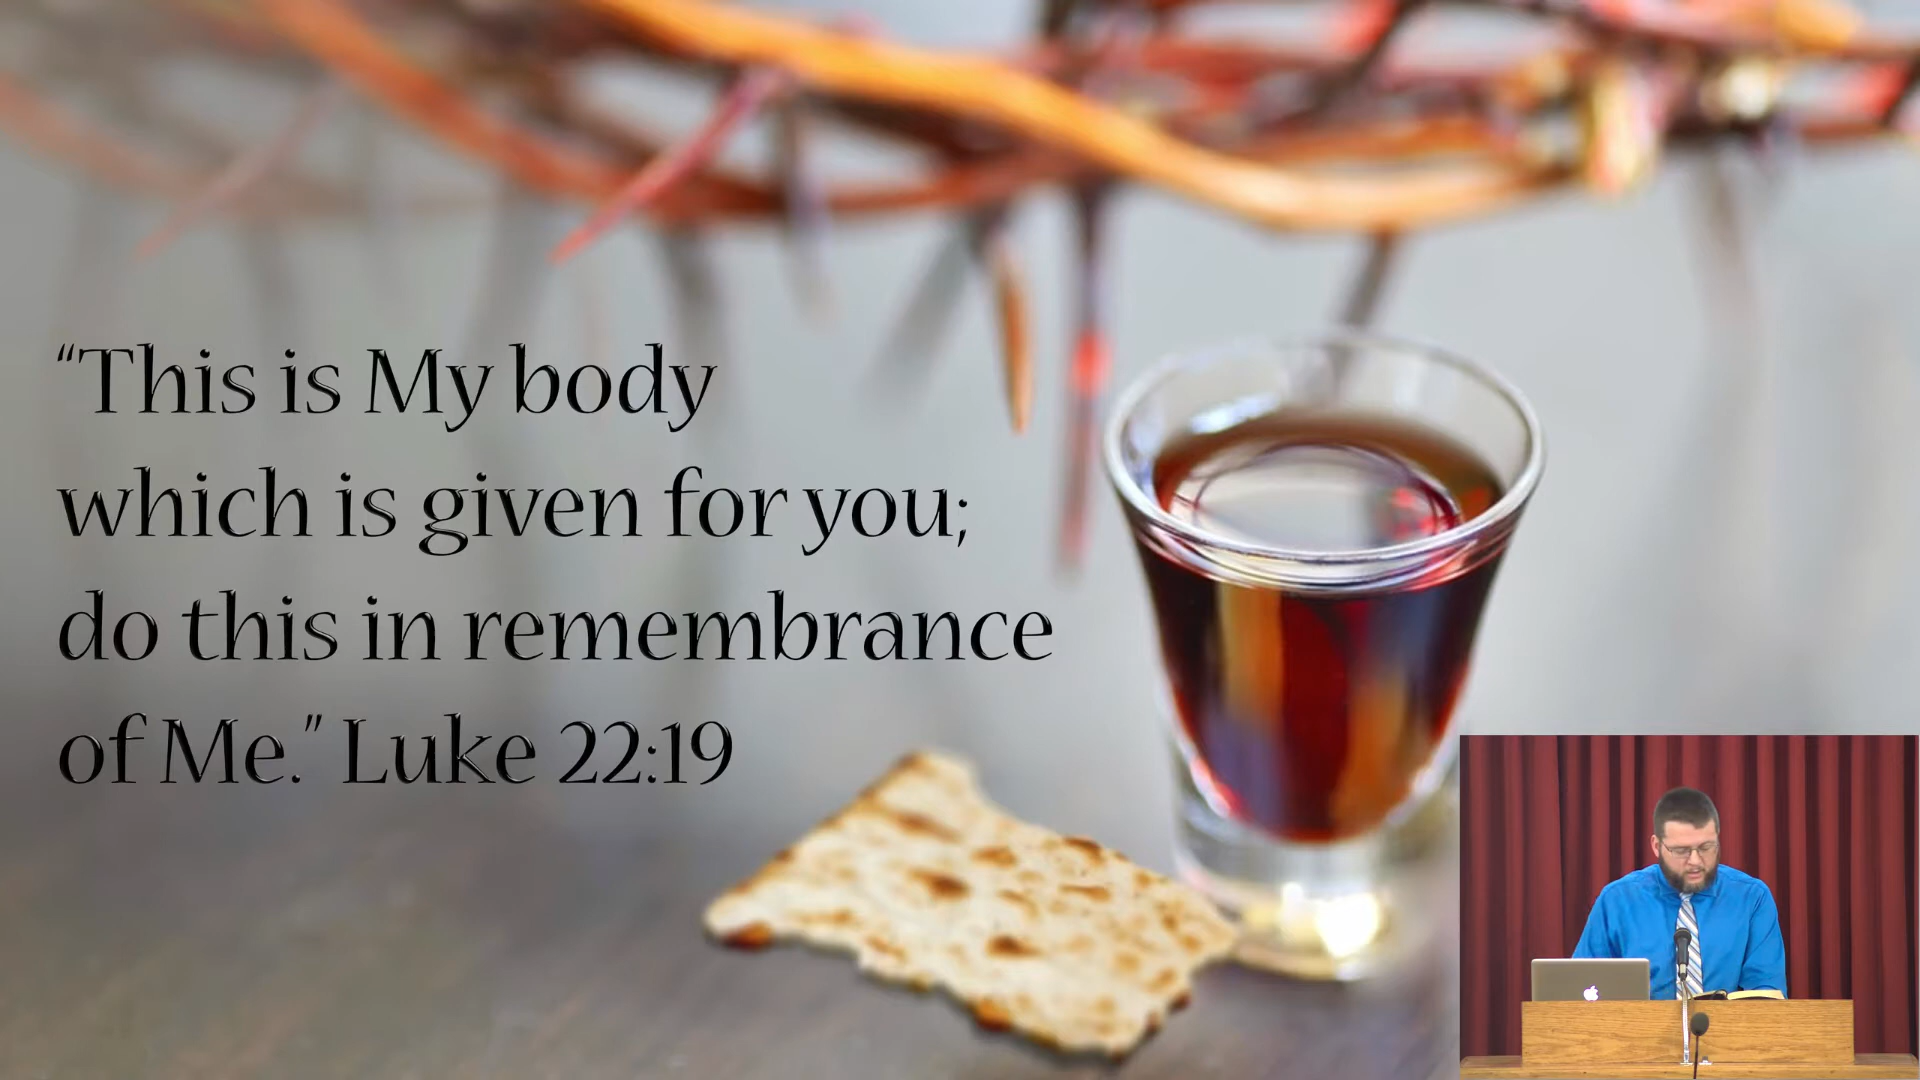 “This is My body
which is given for you;
do this in remembrance
of Me.” Luke 22:19